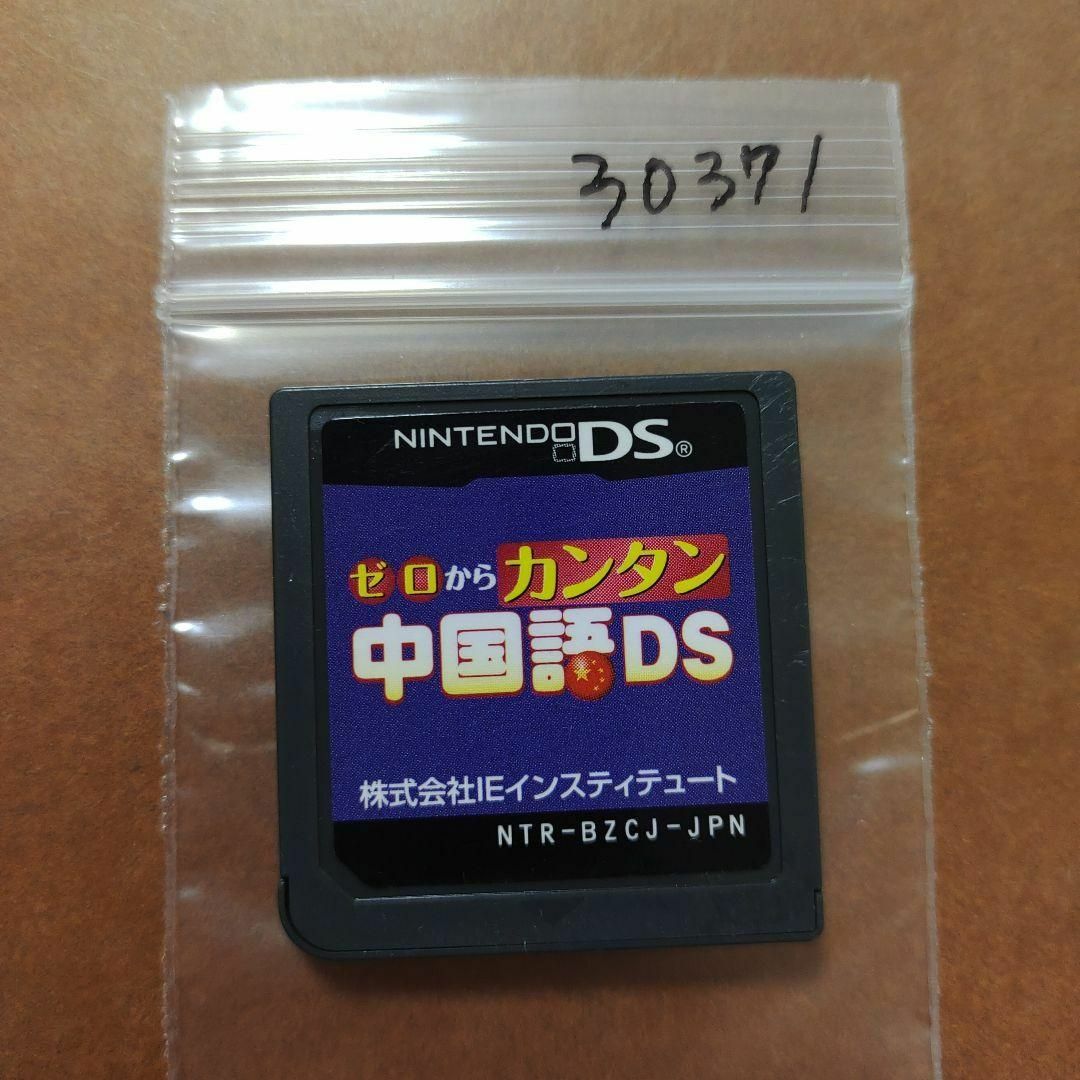 30371
NINTENDO DS®
ゼロからカンタン
中国語DS
株式会社IEインスティテュート
NTR-BZCJ-JPN